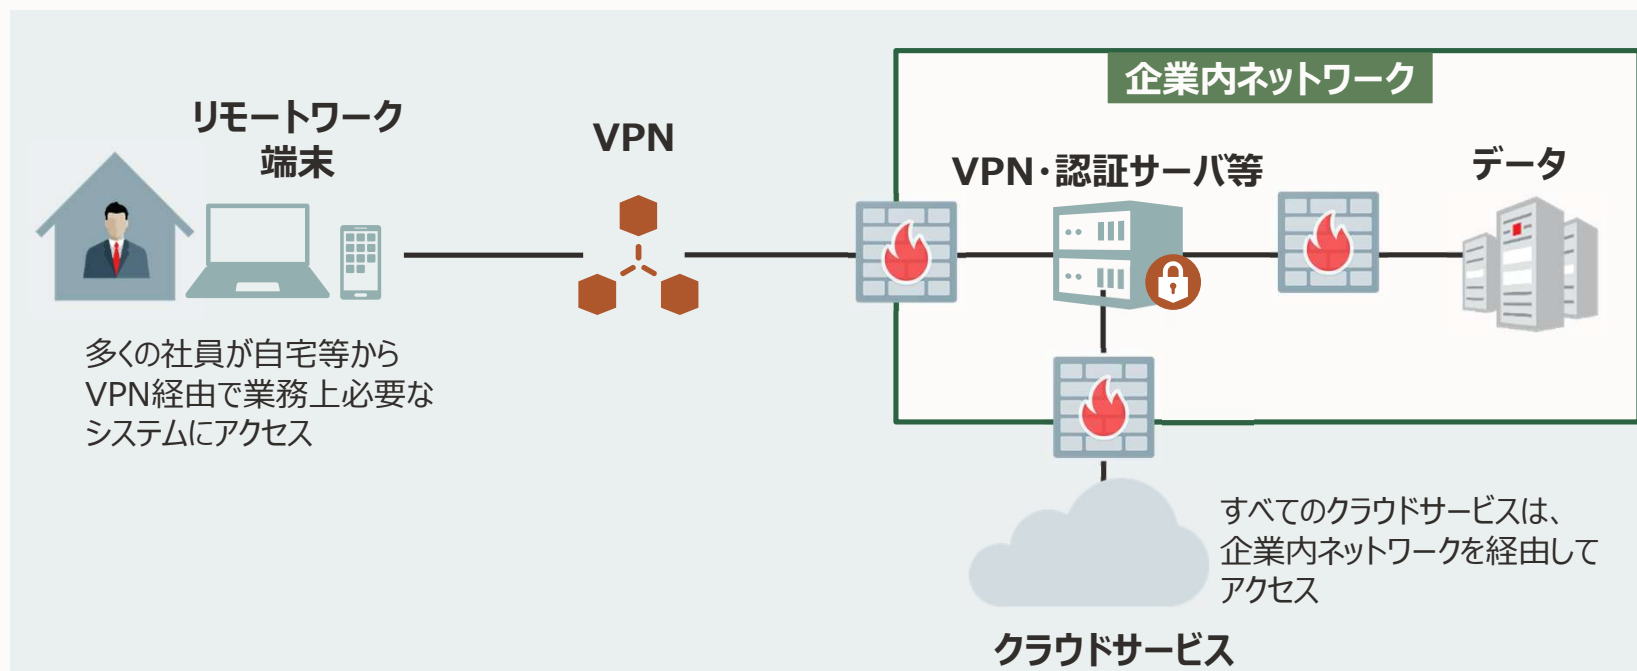 企業内ネットワーク
リモートワーク
端末
VPN
VPN・認証サーバ等
データ
多くの社員が自宅等から
VPN経由で業務上必要な
システムにアクセス
すべてのクラウドサービスは、
企業内ネットワークを経由して
アクセス
クラウドサービス